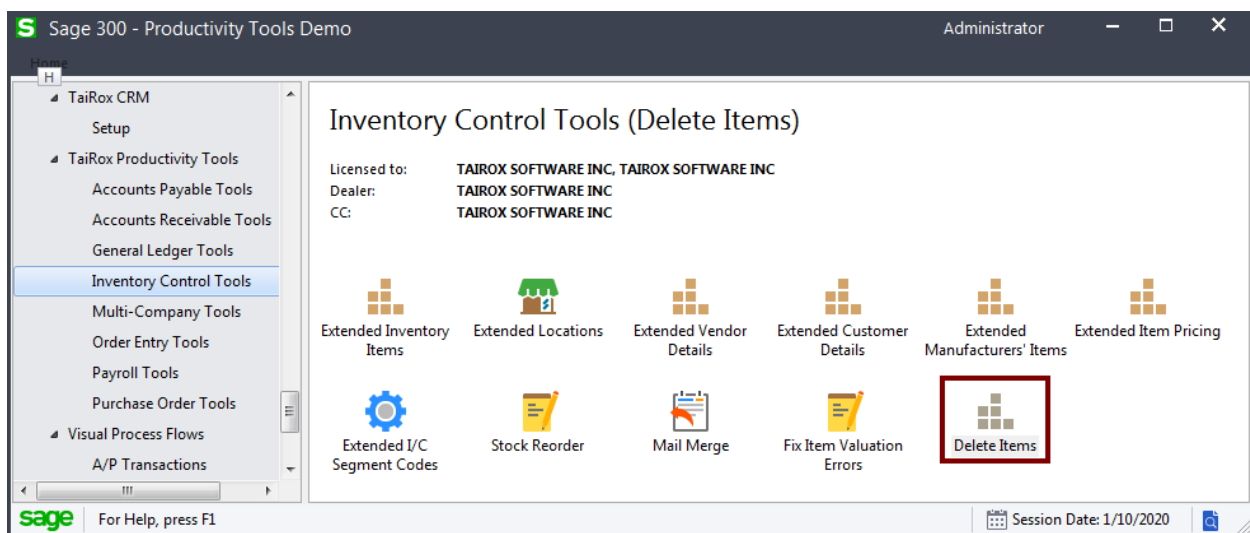 S Sage 300 - Productivity Tools Demo
Administrator
Home
H
TaiRox CRM
Setup
TaiRox Productivity Tools
Accounts Payable Tools
Accounts Receivable Tools
General Ledger Tools
Inventory Control Tools
Multi-Company Tools
Order Entry Tools
Payroll Tools
Purchase Order Tools
Visual Process Flows
A/P Transactions
Inventory Control Tools (Delete Items)
Licensed to: TAIROX SOFTWARE INC, TAIROX SOFTWARE INC
Dealer: TAIROX SOFTWARE INC
CC: TAIROX SOFTWARE INC
Extended Inventory
Items
Extended Locations
Extended Vendor
Details
Extended Customer
Details
Extended
Manufacturers' Items
Extended Item Pricing
Extended I/C
Segment Codes
Stock Reorder
Mail Merge
Fix Item Valuation
Errors
Delete Items
sage For Help, press F1
Session Date: 1/10/2020